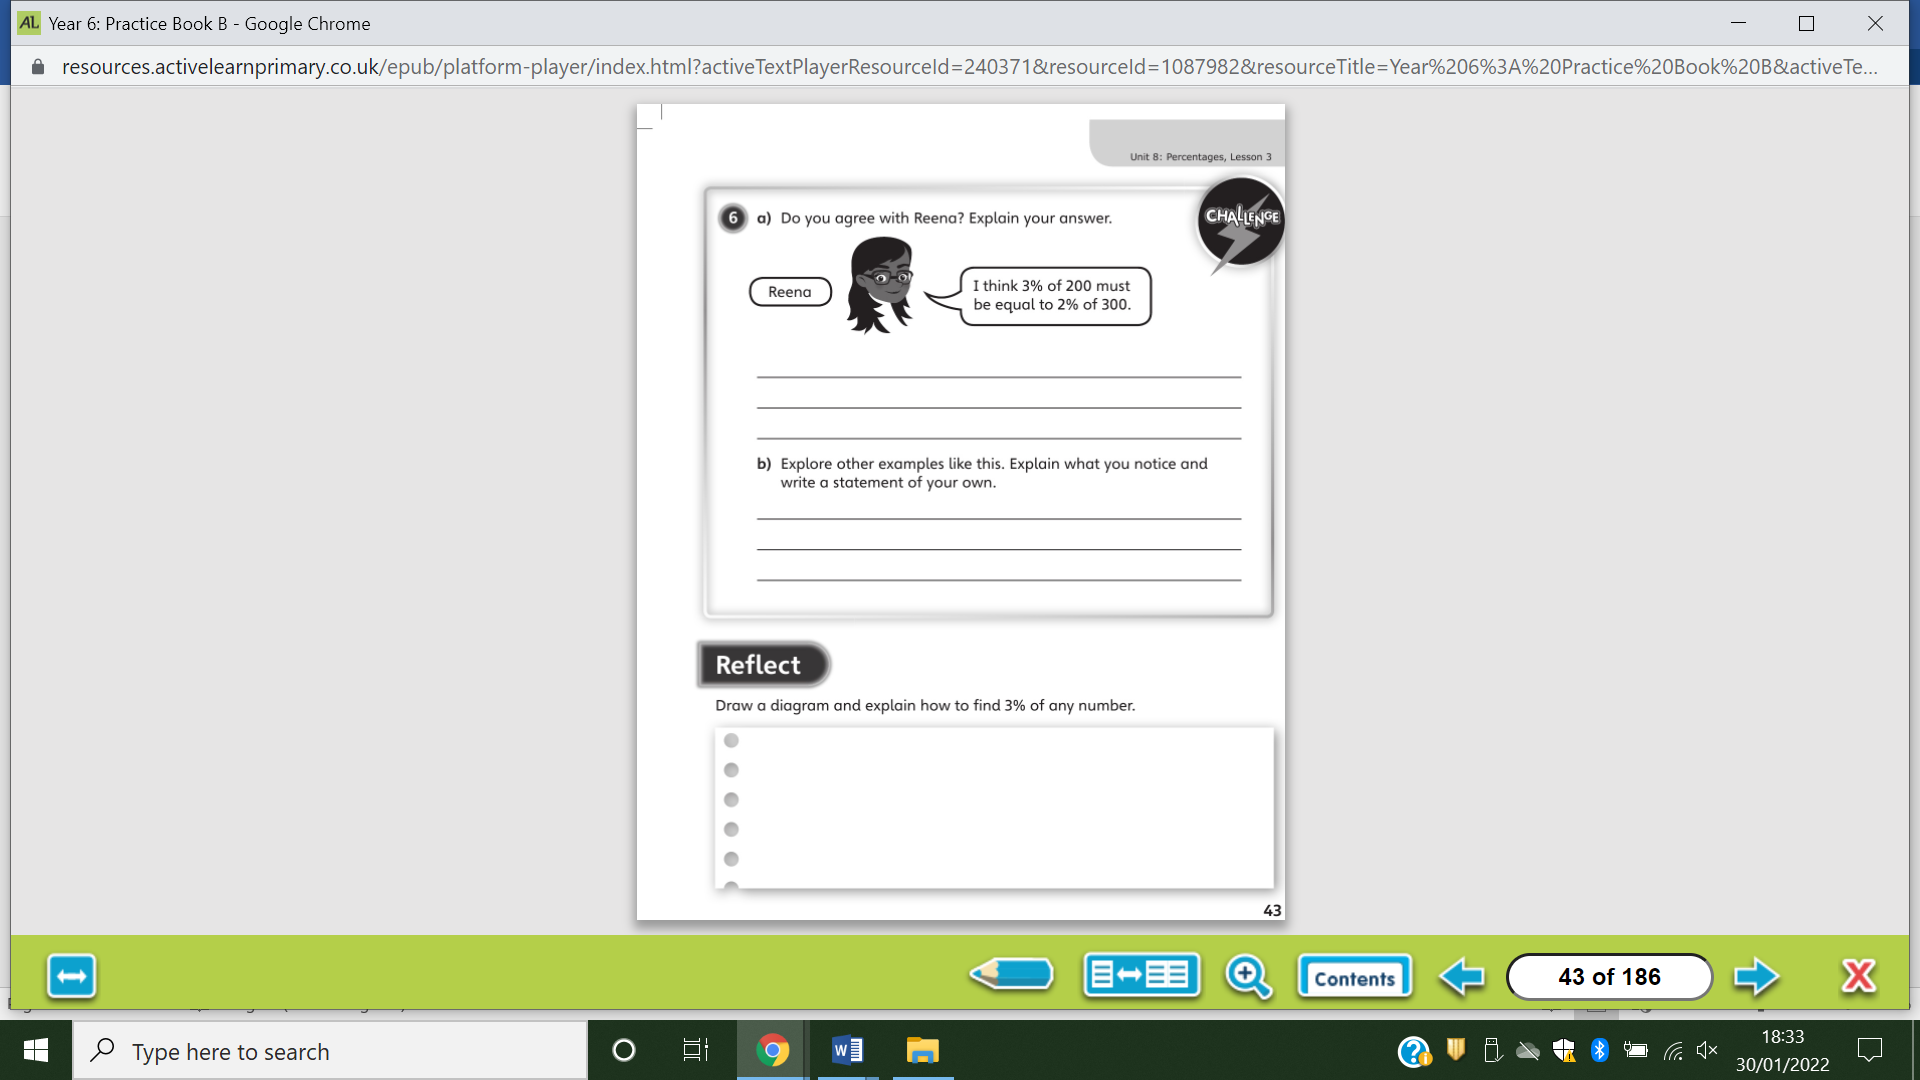 AL Year 6: Practice Book B - Google Chrome
resources.activelearnprimary.co.uk/epub/platform-player/index.html?activeTextPlayerResourceId=240371&resourceId=1087982&resourceTitle=Year%206%3A%20Practice%20Book%20B&activeTe...
Unit 8: Percentages, Lesson 3
CHALLENGE
6 a) Do you agree with Reena? Explain your answer.
Reena
I think 3% of 200 must
be equal to 2% of 300.
b) Explore other examples like this. Explain what you notice and
write a statement of your own.
Reflect
Draw a diagram and explain how to find 3% of any number.
43
Contents
43 of 186
X
Type here to search
W
18:33
30/01/2022